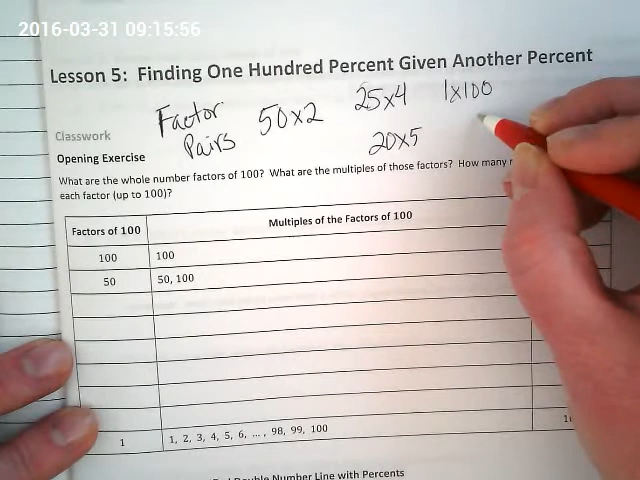 2016-03-31 09:15:56
Lesson 5: Finding One Hundred Percent Given Another Percent
Factor Pairs
50x2
25x4
1x100
20x5
Classwork
Opening Exercise
What are the whole number factors of 100? What are the multiples of those factors? How many
each factor (up to 100)?
Factors of 100 Multiples of the Factors of 100
100 100
50 50, 100
1 1, 2, 3, 4, 5, 6, ... , 98, 99, 100
Double Number Line with Percents